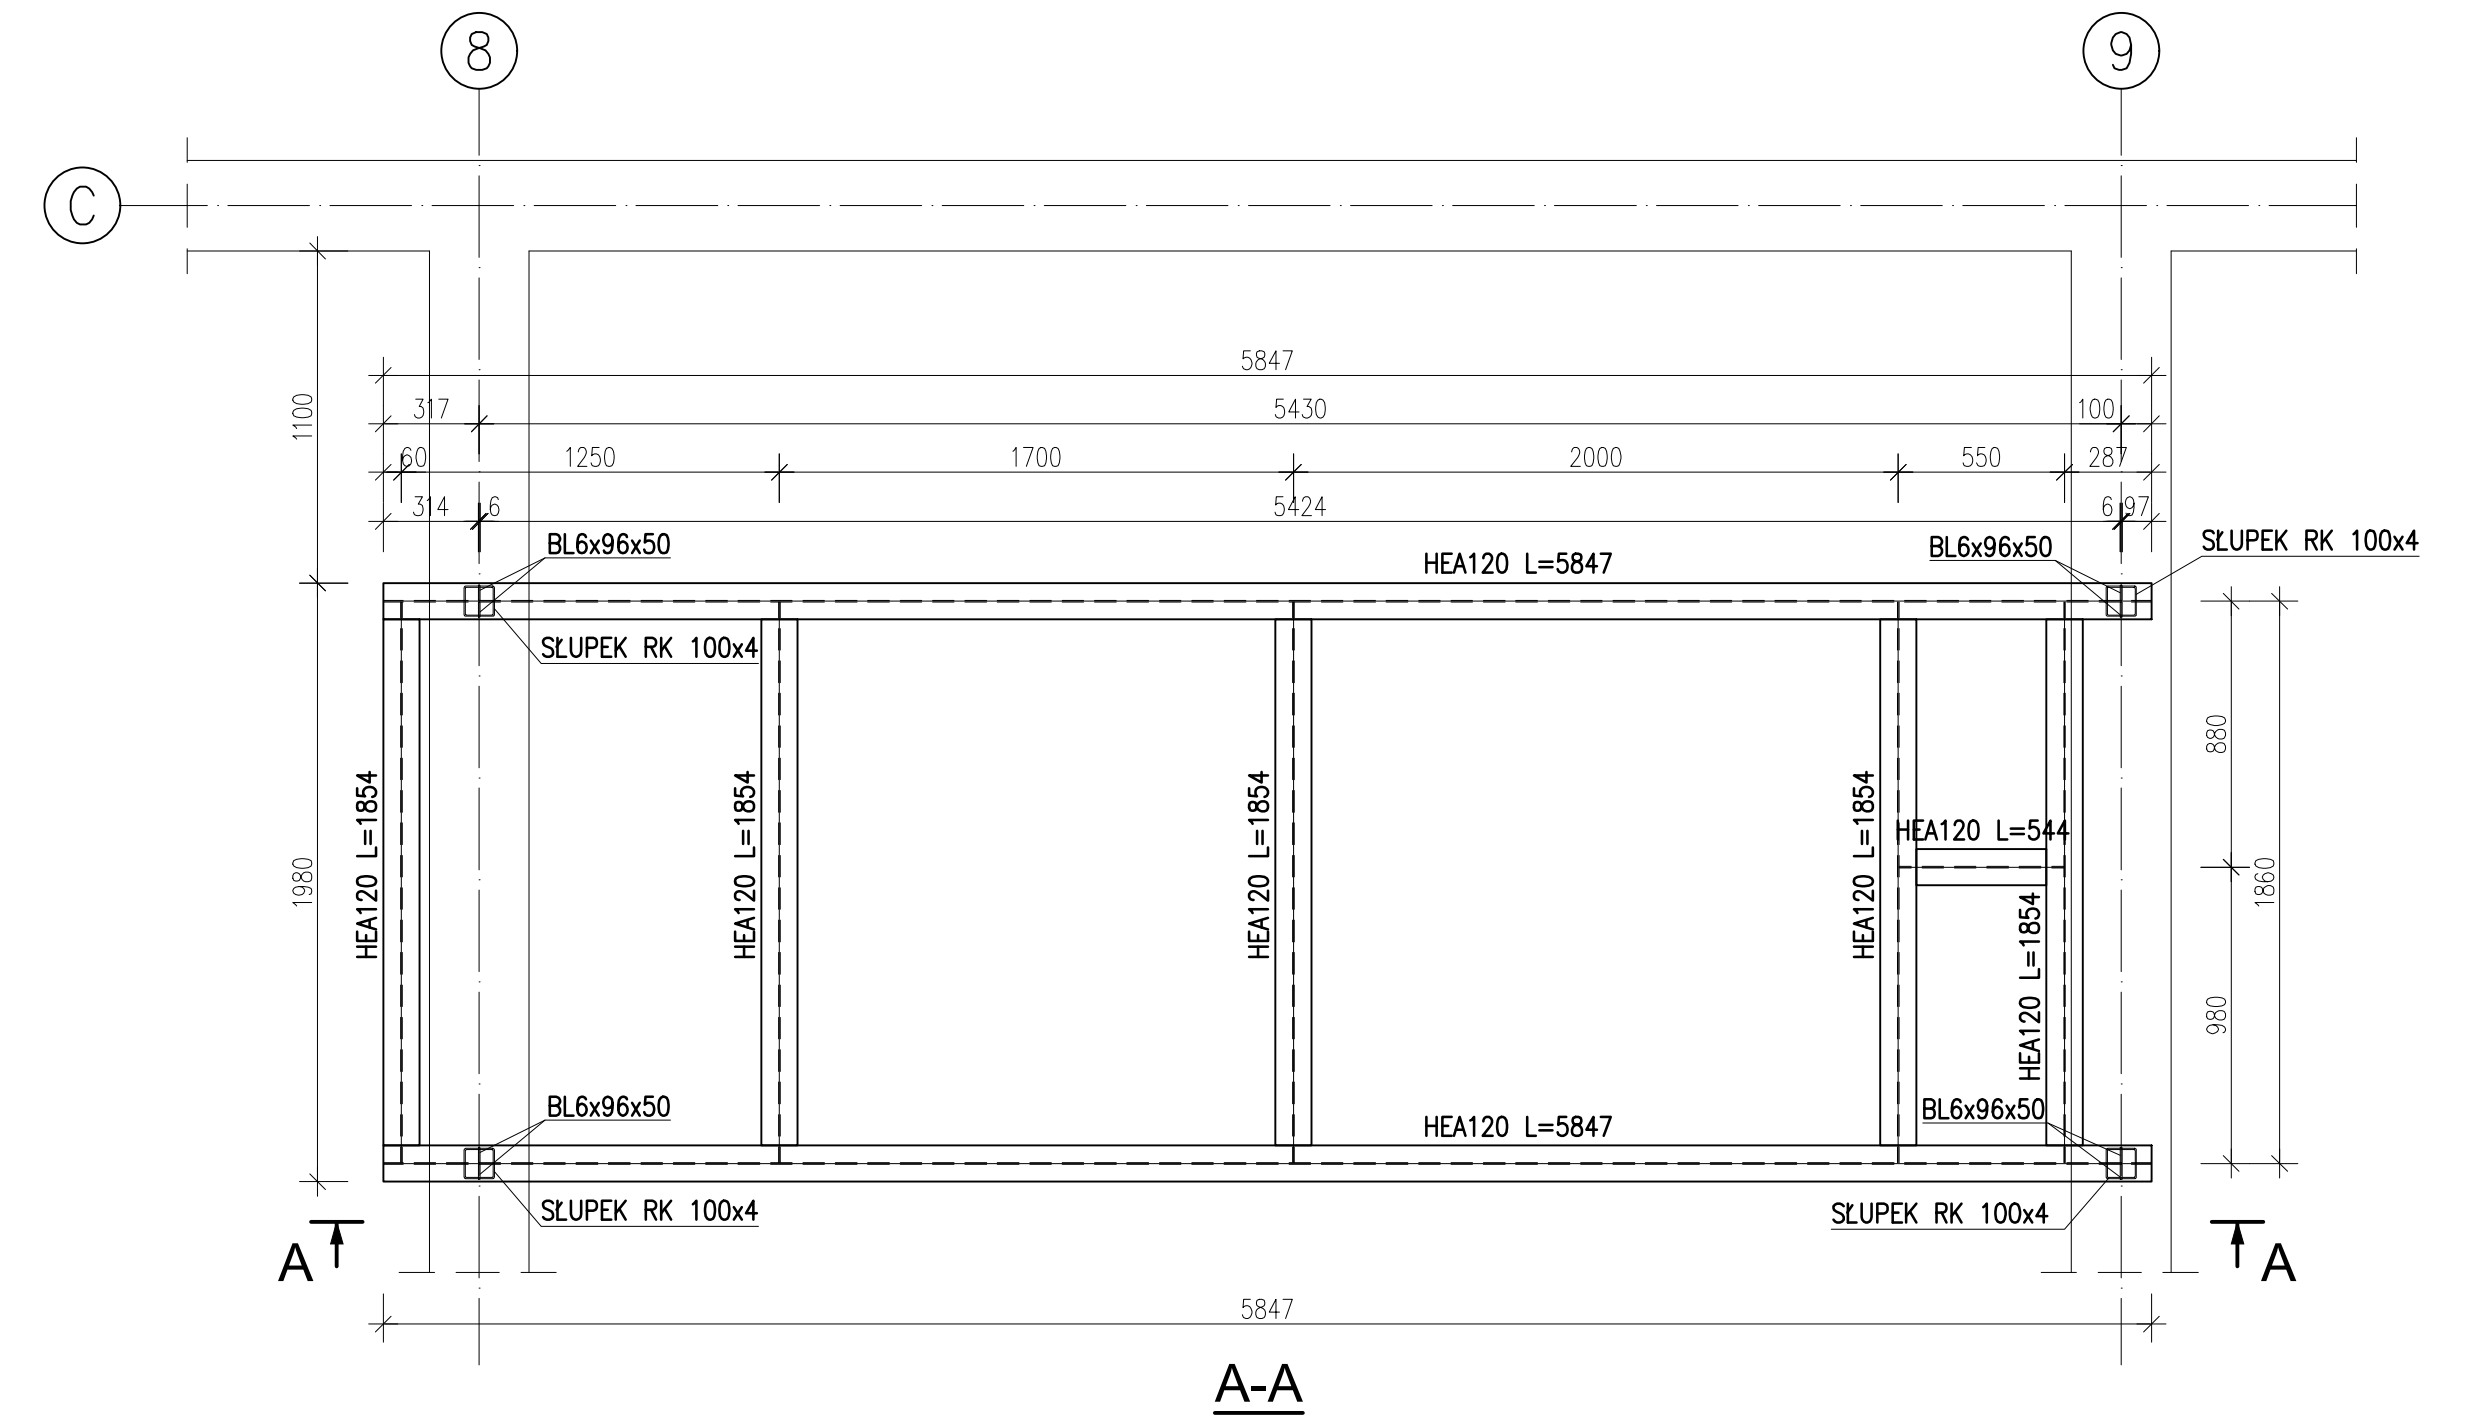 8
9
C
5847
317
5430
100
60
1250
1700
2000
550
287
314
6
5424
6
97
1100
BL6x96x50
HEA120 L=5847
BL6x96x50
SŁUPEK RK 100x4
SŁUPEK RK 100x4
1980
HEA120 L=1854
HEA120 L=1854
HEA120 L=1854
HEA120 L=1854
HEA120 L=544
HEA120 L=1854
880
980
1860
BL6x96x50
HEA120 L=5847
BL6x96x50
SŁUPEK RK 100x4
SŁUPEK RK 100x4
A
A
5847
A-A